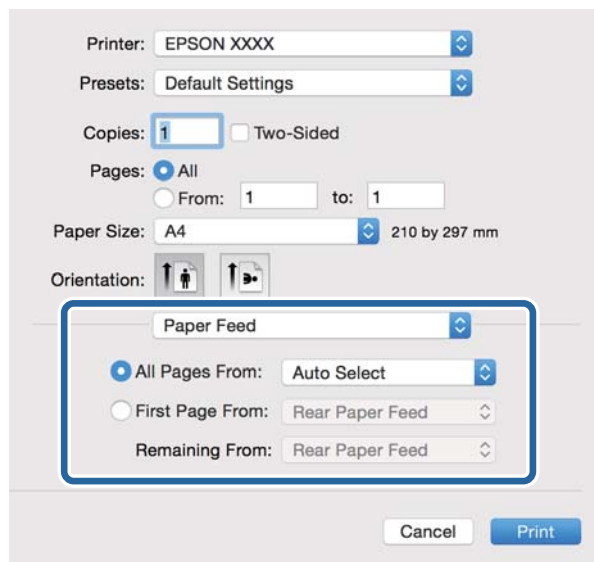 Printer: EPSON XXXX
Presets: Default Settings
Copies: 1 Two-Sided
Pages: All
From: 1 to: 1
Paper Size: A4 210 by 297 mm
Orientation:
Paper Feed
All Pages From: Auto Select
First Page From: Rear Paper Feed
Remaining From: Rear Paper Feed
Cancel Print